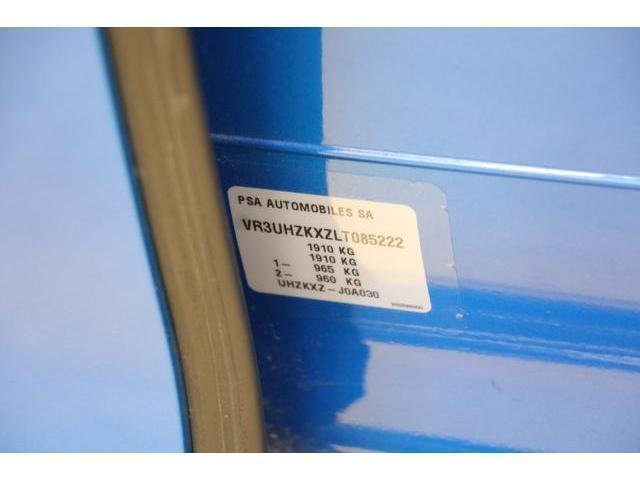 PSA AUTOMOBILES SA
VR3UHZKXZLT085222
1910 KG
1910 KG
1– 965 KG
2– 960 KG
UHZKXZ–J0A030